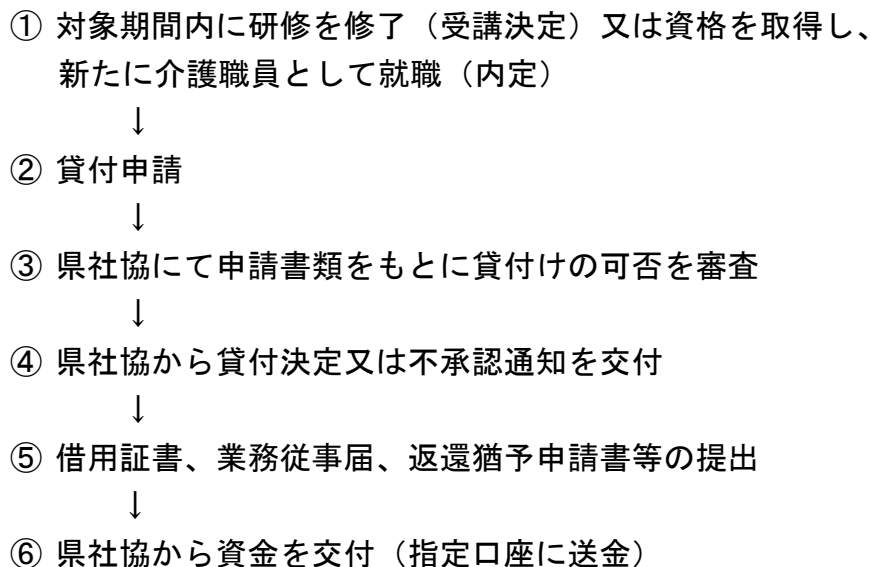 ① 対象期間内に研修を修了（受講決定）又は資格を取得し、
新たに介護職員として就職（内定）
↓
② 貸付申請
↓
③ 県社協にて申請書類をもとに貸付けの可否を審査
↓
④ 県社協から貸付決定又は不承認通知を交付
↓
⑤ 借用証書、業務従事届、返還猶予申請書等の提出
↓
⑥ 県社協から資金を交付（指定口座に送金）